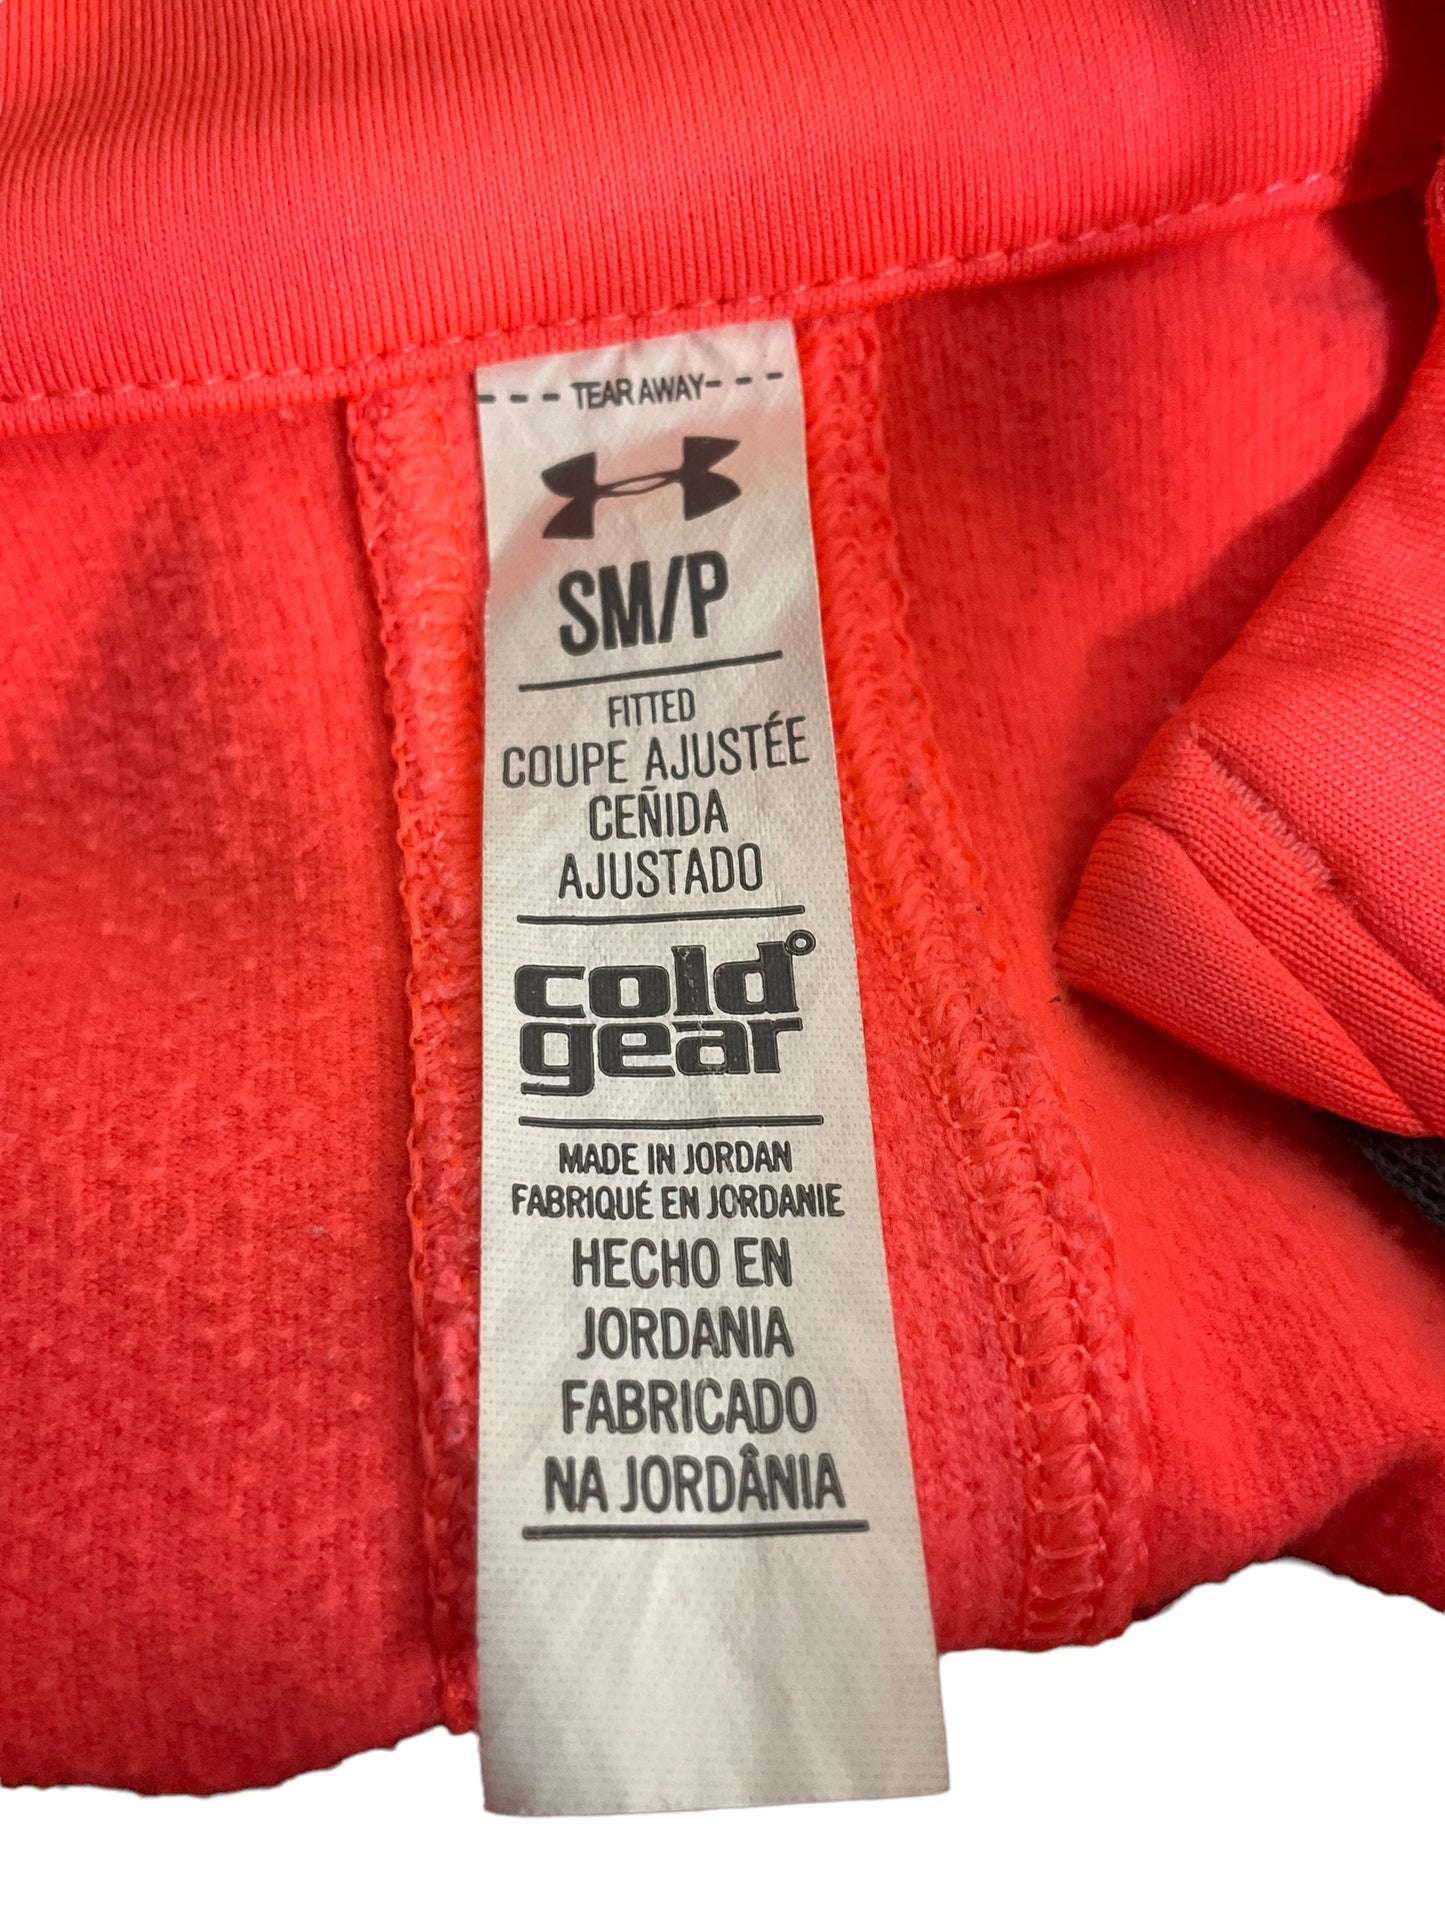 --- TEAR AWAY ---
SM/P
FITTED
COUPE AJUSTÉE
CEÑIDA
AJUSTADO
cold°
gear
MADE IN JORDAN
FABRIQUÉ EN JORDANIE
HECHO EN
JORDANIA
FABRICADO
NA JORDÂNIA